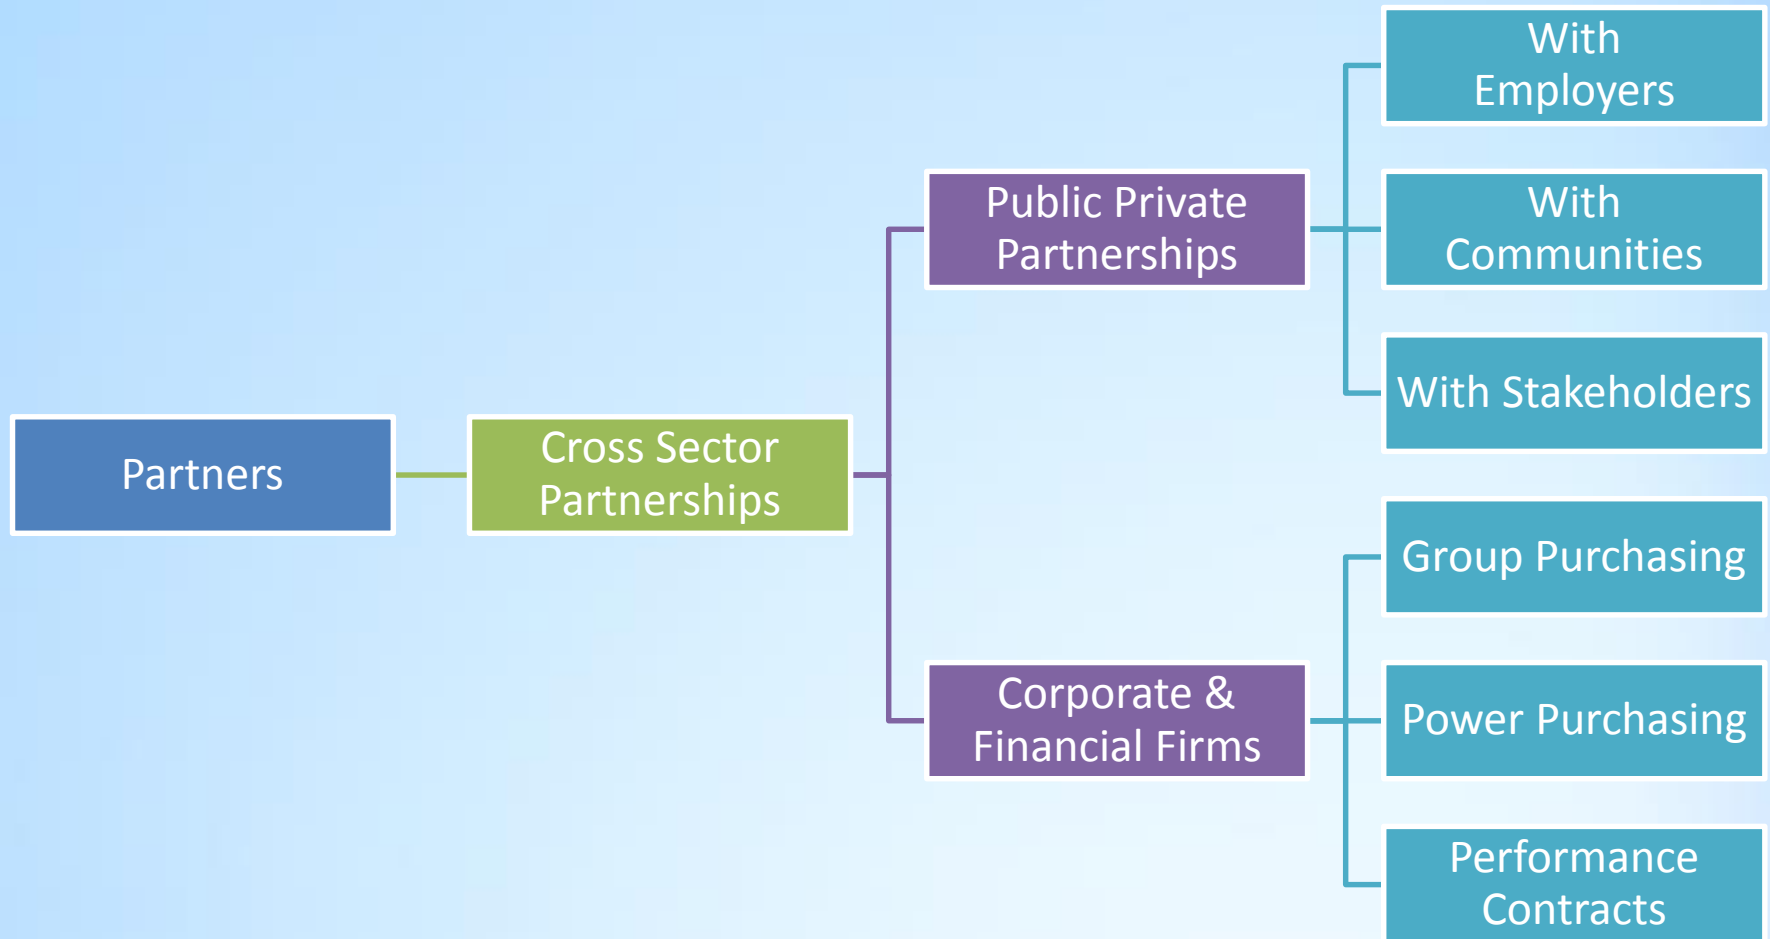 Partners
Cross Sector
Partnerships
Public Private
Partnerships
With
Employers
With
Communities
With Stakeholders
Corporate &
Financial Firms
Group Purchasing
Power Purchasing
Performance
Contracts